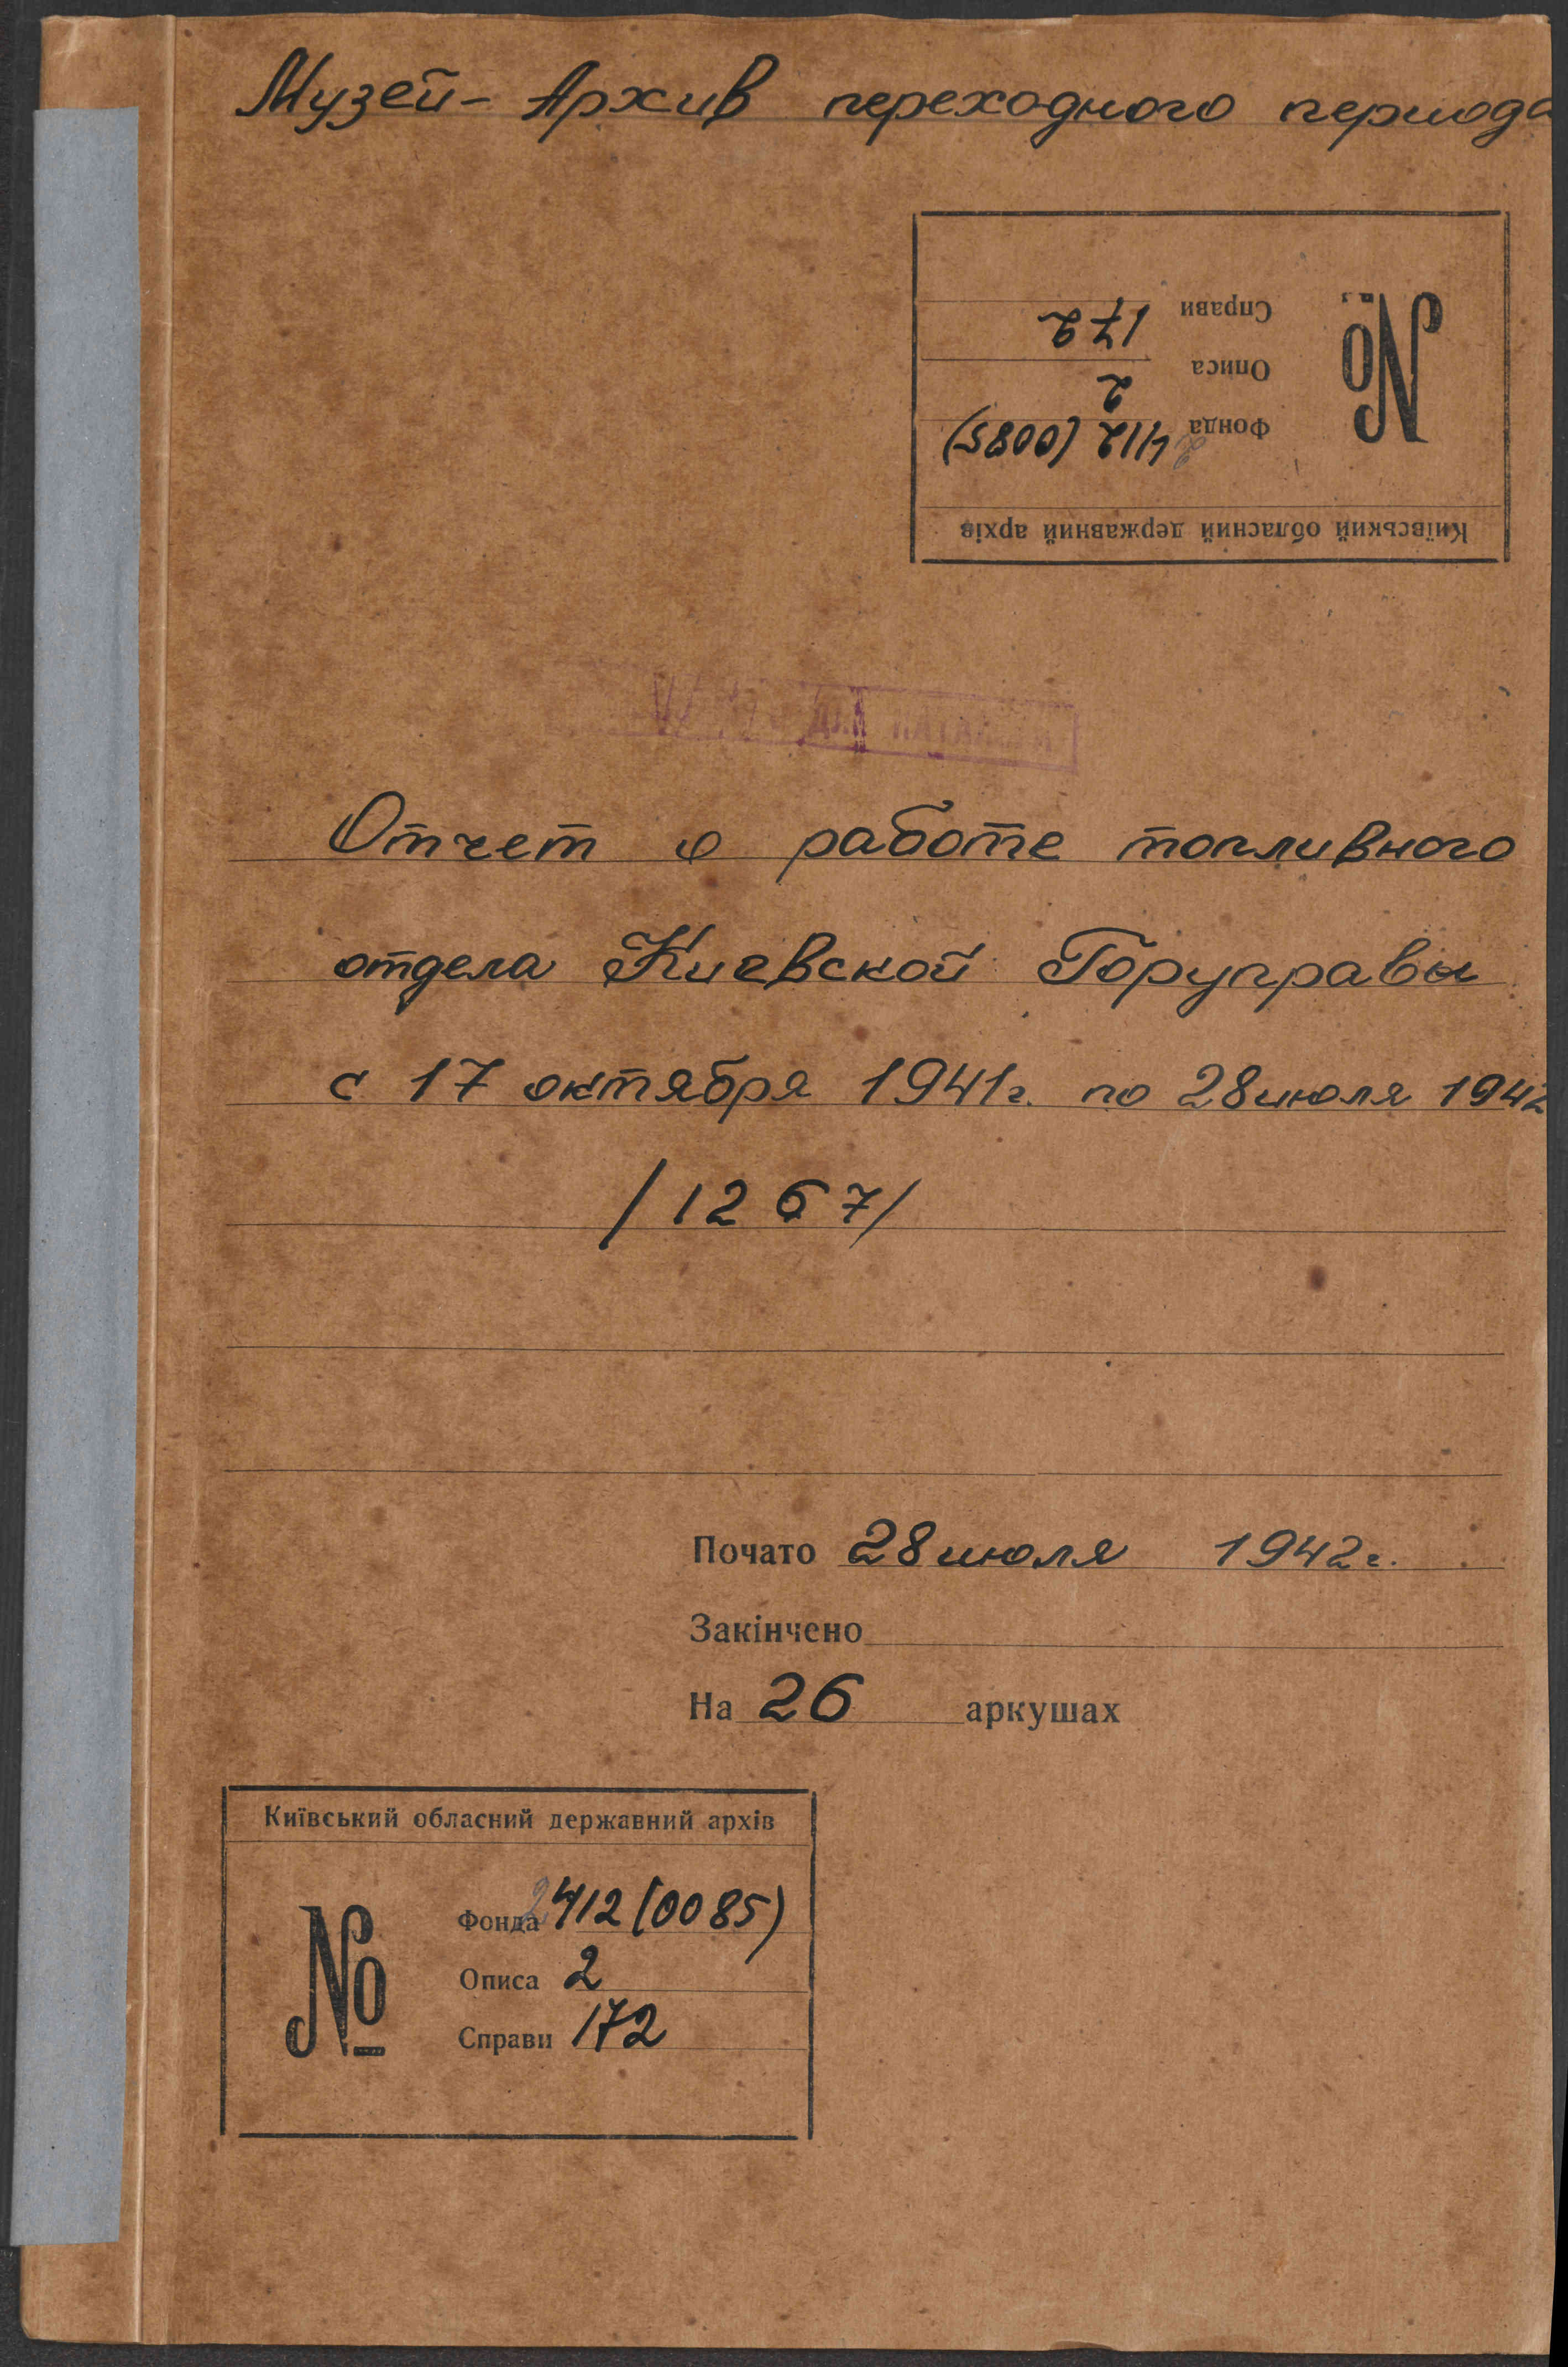 Музей-Архив переходного периода
Київський обласний державний архів
№
Фонда 2412 (0085)
Описа 2
Справи 172
Отчет о работе топливного
отдела Киевской Горуправы
с 17 октября 1941г. по 28 июля 1942
/1267/
Почато 28 июля 1942г.
Закінчено
На 26 аркушах
Київський обласний державний архів
№
Фонда 2412 (0085)
Описа 2
Справи 172